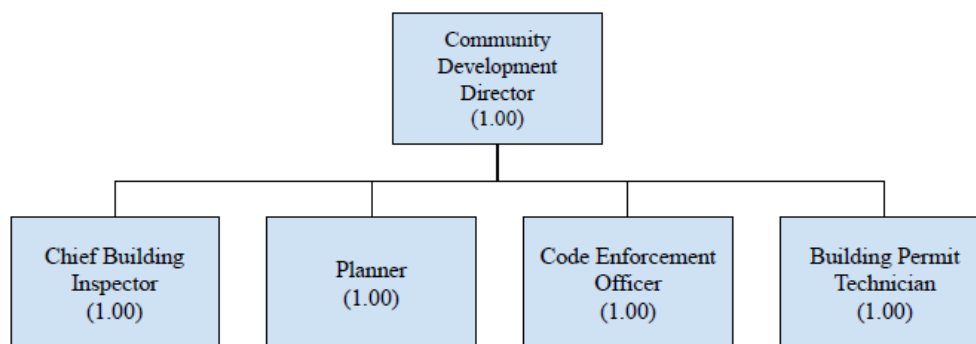 Community
Development
Director
(1.00)
Chief Building
Inspector
(1.00)
Planner
(1.00)
Code Enforcement
Officer
(1.00)
Building Permit
Technician
(1.00)